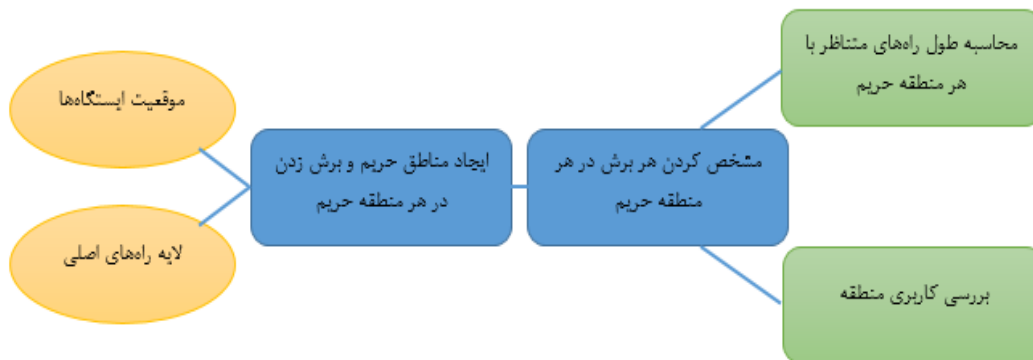 موقعیت ایستگاه‌ها
لایه راه‌های اصلی
ایجاد مناطق حریم و برش زدن
در هر منطقه حریم
مشخص کردن هر برش در هر
منطقه حریم
محاسبه طول راه‌های متناظر با
هر منطقه حریم
بررسی کاربری منطقه